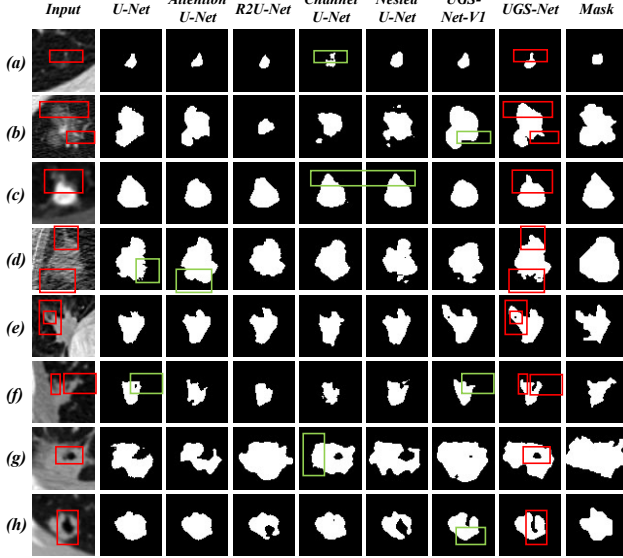 Input U-Net Attention U-Net R2U-Net Channel U-Net Nested U-Net UGS-Net-V1 UGS-Net Mask
(a)
(b)
(c)
(d)
(e)
(f)
(g)
(h)